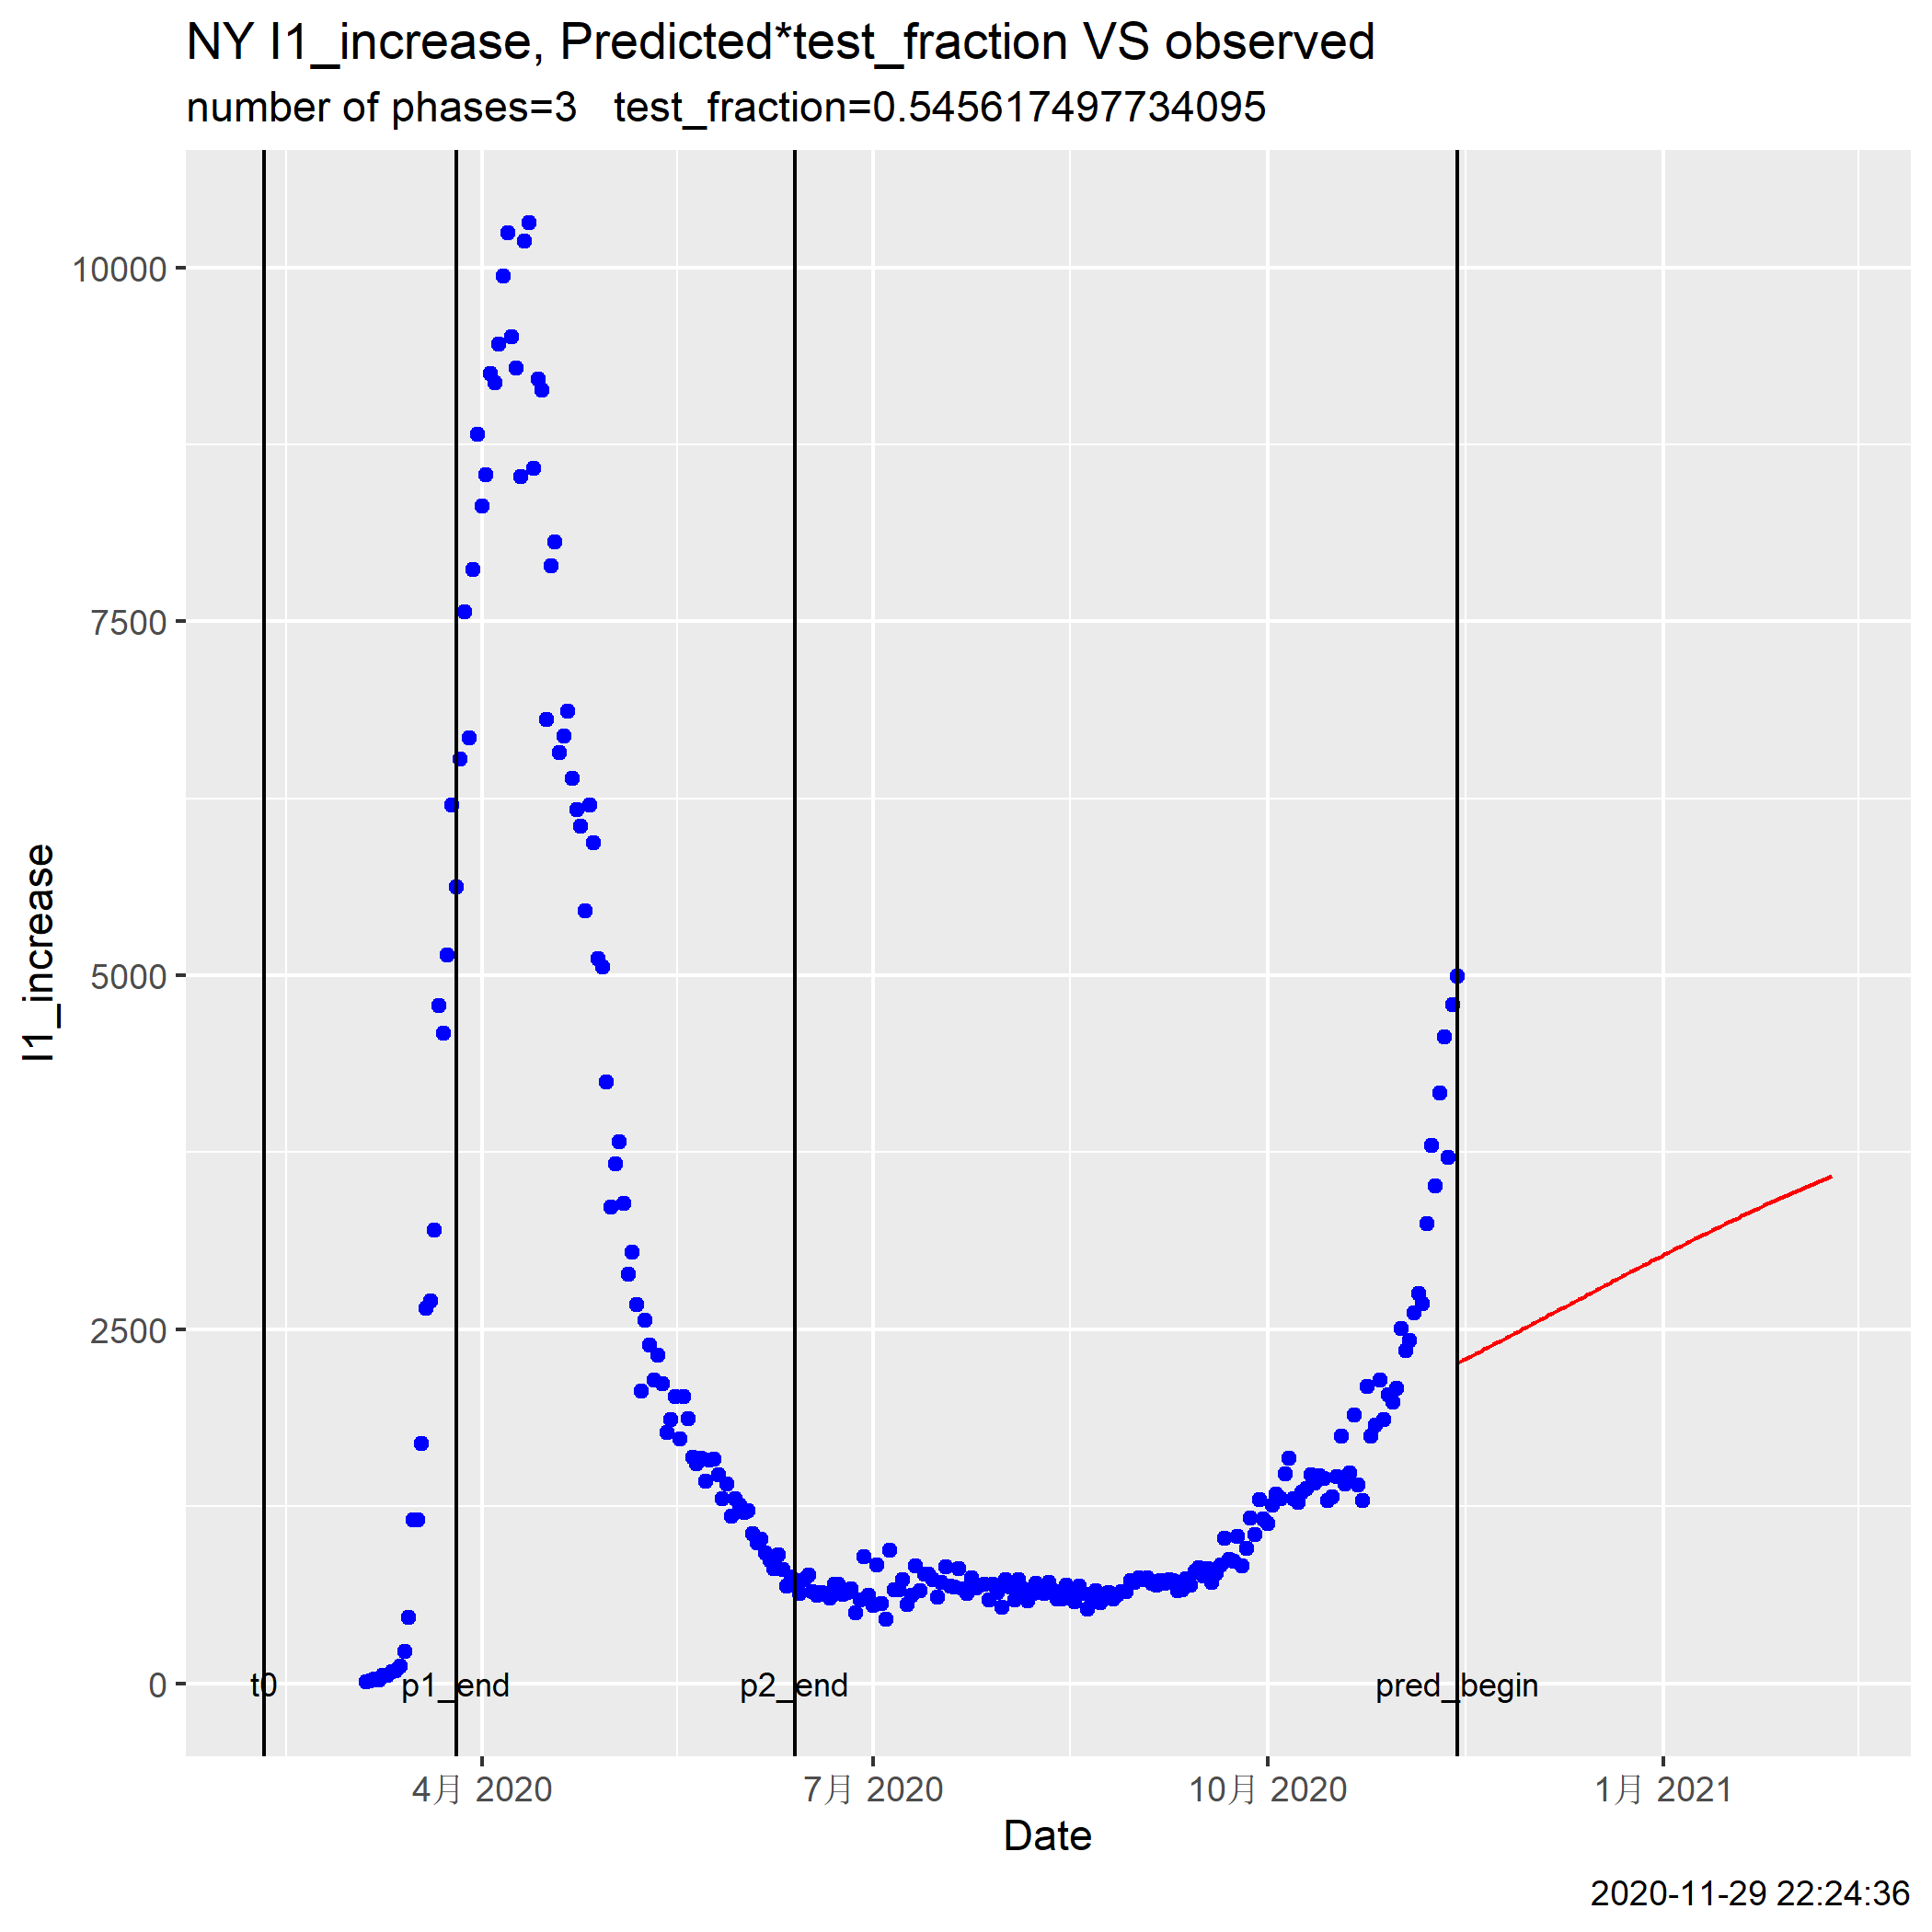 NY I1_increase, Predicted*test_fraction VS observed
number of phases=3   test_fraction=0.545617497734095
10000
7500
5000
2500
0
I1_increase
t0
p1_end
p2_end
pred_begin
4月 2020
7月 2020
10月 2020
1月 2021
Date
2020-11-29 22:24:36